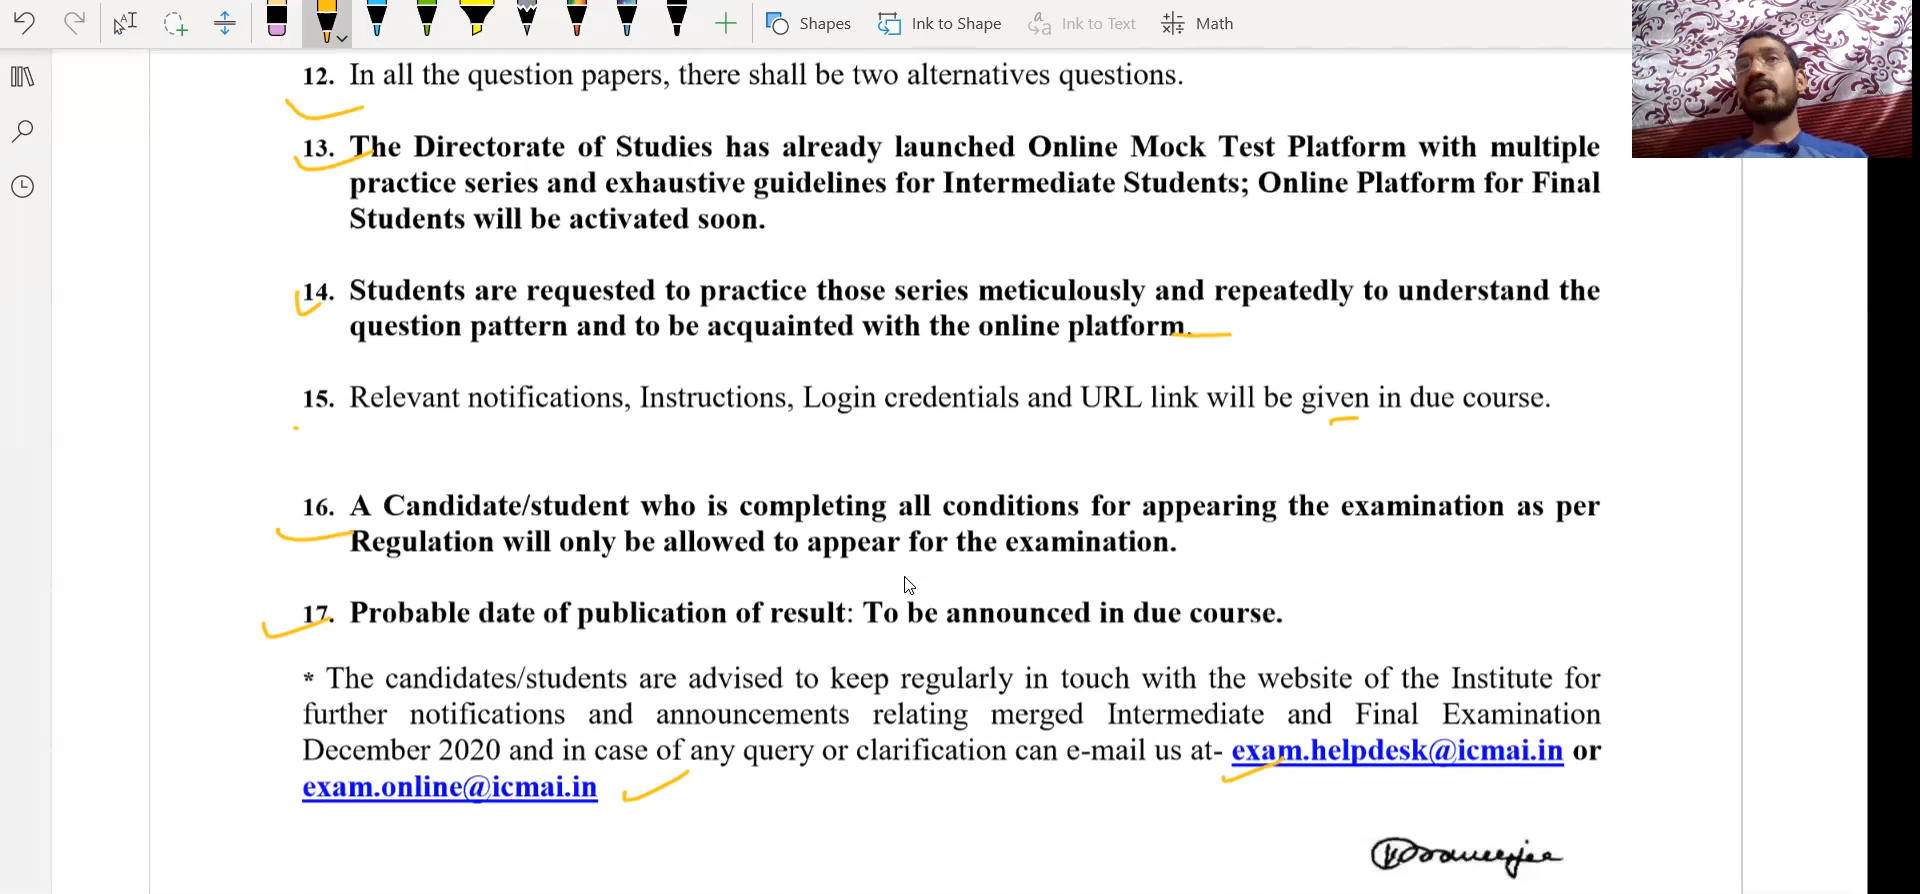 Shapes Ink to Shape Ink to Text Math
12. In all the question papers, there shall be two alternatives questions.
13. The Directorate of Studies has already launched Online Mock Test Platform with multiple
practice series and exhaustive guidelines for Intermediate Students; Online Platform for Final
Students will be activated soon.
14. Students are requested to practice those series meticulously and repeatedly to understand the
question pattern and to be acquainted with the online platform.
15. Relevant notifications, Instructions, Login credentials and URL link will be given in due course.
16. A Candidate/student who is completing all conditions for appearing the examination as per
Regulation will only be allowed to appear for the examination.
17. Probable date of publication of result: To be announced in due course.
* The candidates/students are advised to keep regularly in touch with the website of the Institute for
further notifications and announcements relating merged Intermediate and Final Examination
December 2020 and in case of any query or clarification can e-mail us at- exam.helpdesk@icmai.in or
exam.online@icmai.in